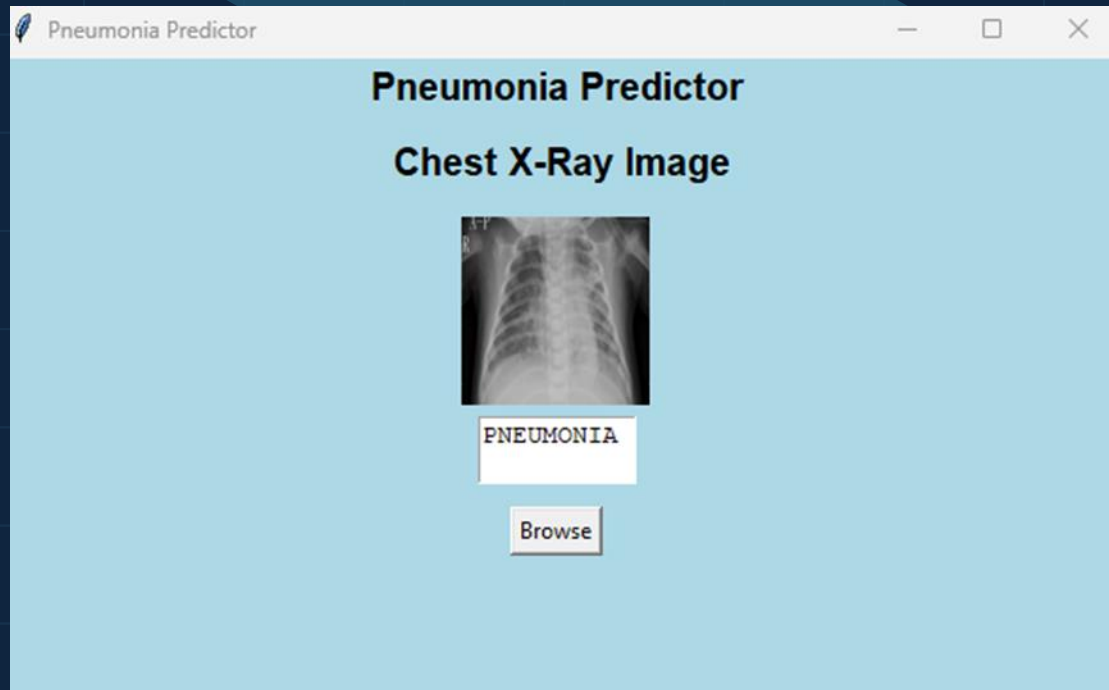 Pneumonia Predictor
Pneumonia Predictor
Chest X-Ray Image
A-P
R
PNEUMONIA
Browse